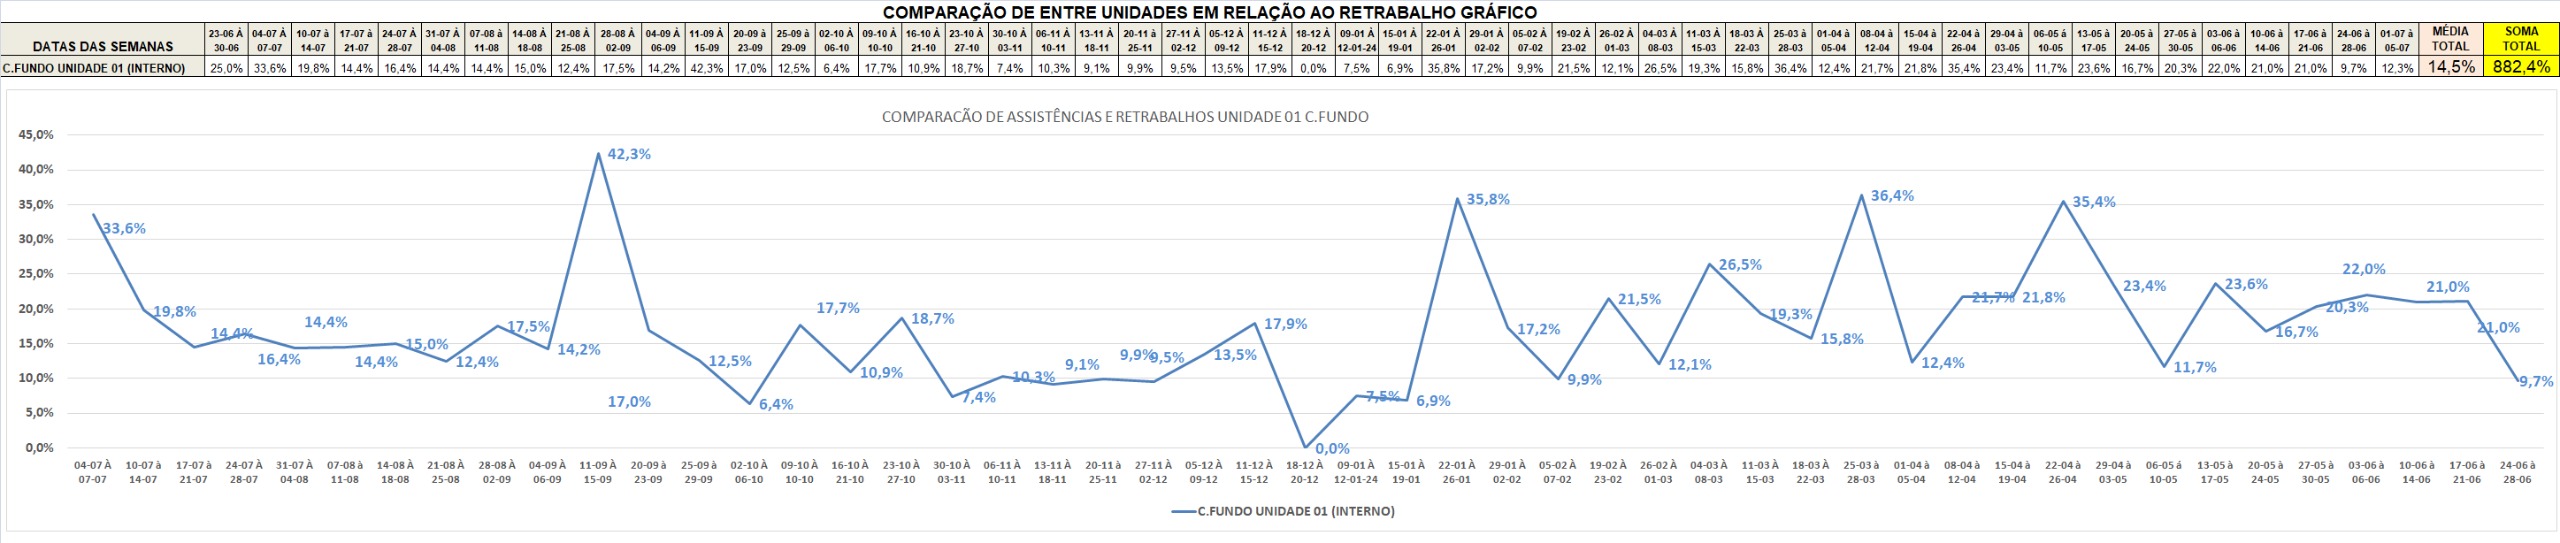 COMPARAÇÃO DE ENTRE UNIDADES EM RELAÇÃO AO RETRABALHO GRÁFICO
DATAS DAS SEMANAS 23-06 À 30-06 04-07 À 07-07 10-07 à 14-07 17-07 à 21-07 24-07 À 28-07 31-07 À 04-08 07-08 à 11-08 14-08 À 18-08 21-08 À 25-08 28-08 À 02-09 04-09 À 06-09 11-09 À 15-09 20-09 à 23-09 25-09 à 29-09 02-10 À 06-10 09-10 À 10-10 16-10 À 21-10 23-10 À 27-10 30-10 À 03-11 06-11 À 10-11 13-11 À 18-11 20-11 à 25-11 27-11 À 02-12 05-12 À 09-12 11-12 À 15-12 18-12 À 20-12 09-01 À 12-01-24 15-01 À 19-01 22-01 À 26-01 29-01 À 02-02 05-02 À 07-02 19-02 À 23-02 26-02 À 01-03 04-03 À 08-03 11-03 À 15-03 18-03 À 22-03 25-03 à 28-03 01-04 à 05-04 08-04 à 12-04 15-04 à 19-04 22-04 à 26-04 29-04 à 03-05 06-05 á 10-05 13-05 à 17-05 20-05 à 24-05 27-05 à 30-05 03-06 à 06-06 10-06 à 14-06 17-06 à 21-06 24-06 à 28-06 01-07 à 05-07 MÉDIA TOTAL SOMA TOTAL
C.FUNDO UNIDADE 01 (INTERNO) 25,0% 33,6% 19,8% 14,4% 16,4% 14,4% 14,4% 15,0% 12,4% 17,5% 14,2% 42,3% 17,0% 12,5% 6,4% 17,7% 10,9% 18,7% 7,4% 10,3% 9,1% 9,9% 9,5% 13,5% 17,9% 0,0% 7,5% 6,9% 35,8% 17,2% 9,9% 21,5% 12,1% 26,5% 19,3% 15,8% 36,4% 12,4% 21,7% 21,8% 35,4% 23,4% 11,7% 23,6% 16,7% 20,3% 22,0% 21,0% 21,0% 9,7% 12,3% 14,5% 882,4%
COMPARACÃO DE ASSISTÊNCIAS E RETRABALHOS UNIDADE 01 C.FUNDO
45,0%
40,0%
35,0%
30,0%
25,0%
20,0%
15,0%
10,0%
5,0%
0,0%
33,6% 19,8% 14,4% 16,4% 14,4% 14,4% 15,0% 12,4% 17,5% 14,2% 42,3% 17,0% 12,5% 6,4% 17,7% 10,9% 18,7% 7,4% 10,3% 9,1% 9,9% 9,5% 13,5% 17,9% 0,0% 7,5% 6,9% 35,8% 17,2% 9,9% 21,5% 12,1% 26,5% 19,3% 15,8% 36,4% 12,4% 21,7% 21,8% 35,4% 23,4% 11,7% 23,6% 16,7% 20,3% 22,0% 21,0% 21,0% 9,7%
04-07 À 10-07 à 17-07 à 24-07 À 31-07 À 07-08 à 14-08 À 21-08 À 28-08 À 04-09 À 11-09 À 20-09 à 25-09 à 02-10 À 09-10 À 16-10 À 23-10 À 30-10 À 06-11 À 13-11 À 20-11 à 27-11 À 05-12 À 11-12 À 18-12 À 09-01 À 15-01 À 22-01 À 29-01 À 05-02 À 19-02 À 26-02 À 04-03 À 11-03 À 18-03 À 25-03 à 01-04 à 08-04 à 15-04 à 22-04 à 29-04 à 06-05 á 13-05 à 20-05 à 27-05 à 03-06 à 10-06 à 17-06 à 24-06 à
07-07 14-07 21-07 28-07 04-08 11-08 18-08 25-08 02-09 06-09 15-09 23-09 29-09 06-10 10-10 21-10 27-10 03-11 10-11 18-11 25-11 02-12 09-12 15-12 20-12 12-01-24 19-01 26-01 02-02 07-02 23-02 01-03 08-03 15-03 22-03 28-03 05-04 12-04 19-04 26-04 03-05 10-05 17-05 24-05 30-05 06-06 14-06 21-06 28-06
C.FUNDO UNIDADE 01 (INTERNO)